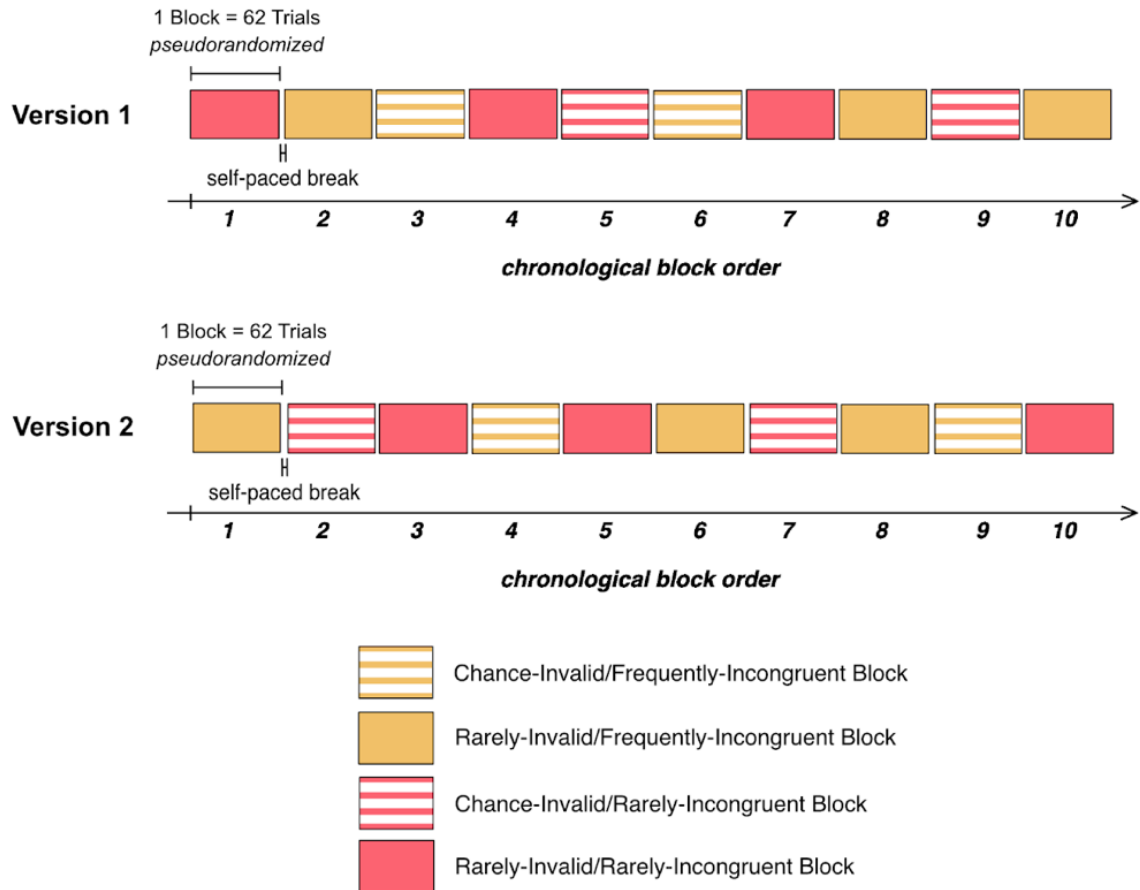 1 Block = 62 Trials
pseudorandomized
Version 1
self-paced break
1 2 3 4 5 6 7 8 9 10
chronological block order
1 Block = 62 Trials
pseudorandomized
Version 2
self-paced break
1 2 3 4 5 6 7 8 9 10
chronological block order
Chance-Invalid/Frequently-Incongruent Block
Rarely-Invalid/Frequently-Incongruent Block
Chance-Invalid/Rarely-Incongruent Block
Rarely-Invalid/Rarely-Incongruent Block